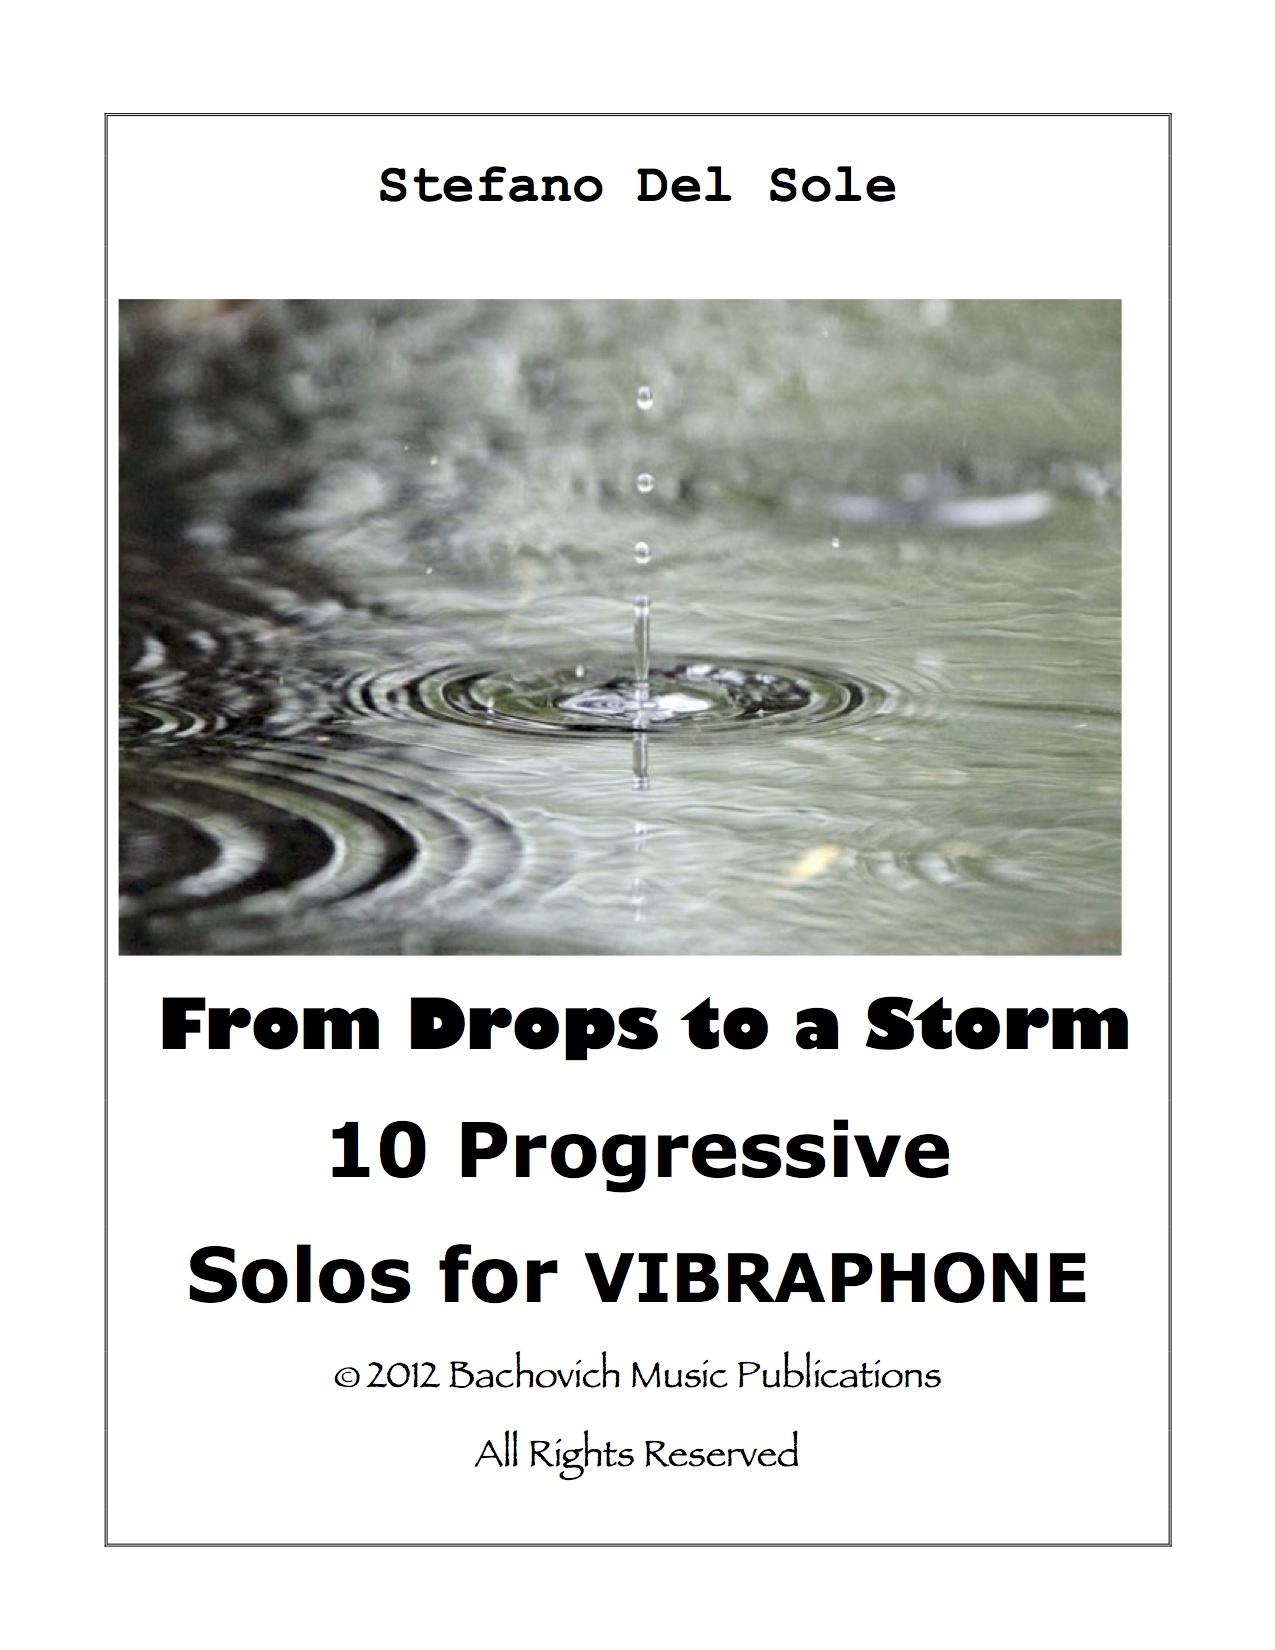 Stefano Del Sole
From Drops to a Storm
10 Progressive
Solos for VIBRAPHONE
© 2012 Bachovich Music Publications
All Rights Reserved